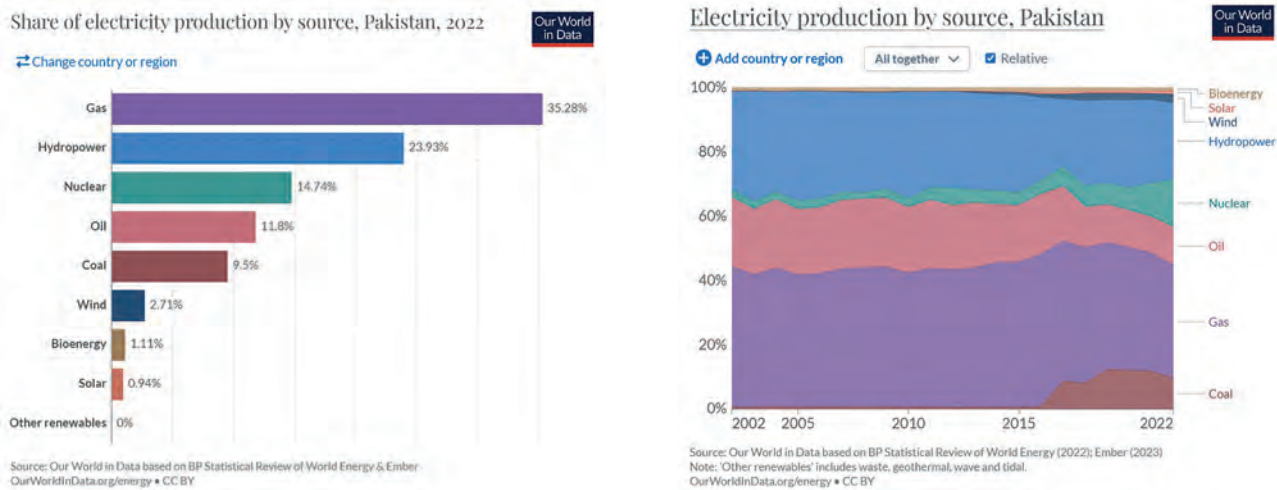 Share of electricity production by source, Pakistan, 2022
Our World
in Data
⇄ Change country or region
Gas
35.28%
Hydropower
23.93%
Nuclear
14.74%
Oil
11.8%
Coal
9.5%
Wind
2.71%
Bioenergy
1.11%
Solar
0.94%
Other renewables
0%
Source: Our World in Data based on BP Statistical Review of World Energy & Ember
OurWorldInData.org/energy • CC BY
Electricity production by source, Pakistan
Our World
in Data
Add country or region
All together
Relative
100%
80%
60%
40%
20%
0%
2002
2005
2010
2015
2022
Bioenergy
Solar
Wind
Hydropower
Nuclear
Oil
Gas
Coal
Source: Our World in Data based on BP Statistical Review of World Energy (2022); Ember (2023)
Note: 'Other renewables' includes waste, geothermal, wave and tidal.
OurWorldInData.org/energy • CC BY